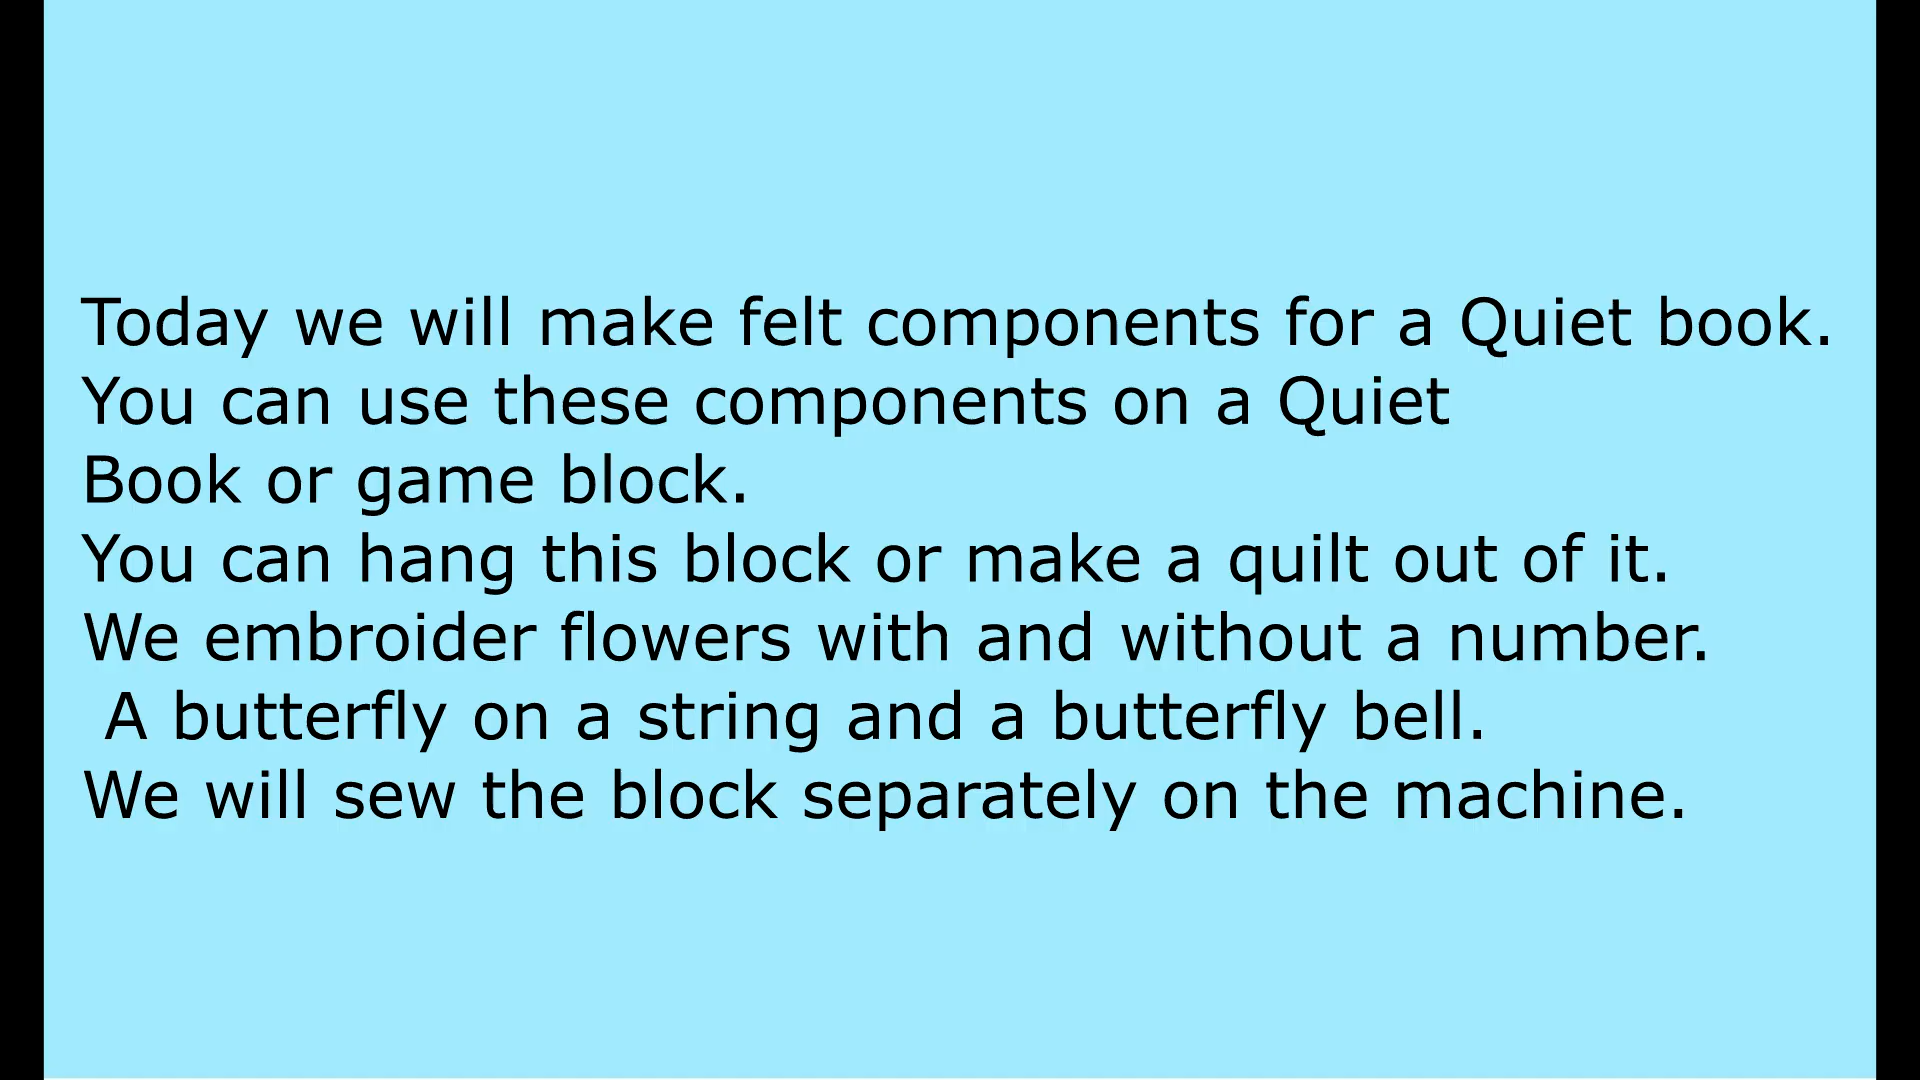 Today we will make felt components for a Quiet book.
You can use these components on a Quiet
Book or game block.
You can hang this block or make a quilt out of it.
We embroider flowers with and without a number.
A butterfly on a string and a butterfly bell.
We will sew the block separately on the machine.